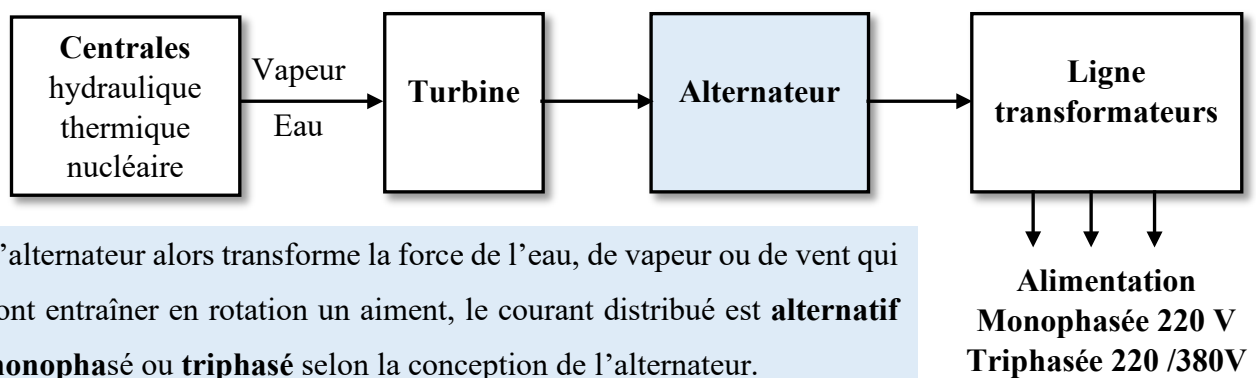 Centrales
hydraulique
thermique
nucléaire
Vapeur
Eau
Turbine
Alternateur
Ligne
transformateurs
’alternateur alors transforme la force de l’eau, de vapeur ou de vent qui
ont entraîner en rotation un aiment, le courant distribué est alternatif
monophasé ou triphasé selon la conception de l’alternateur.
Alimentation
Monophasée 220 V
Triphasée 220 /380V